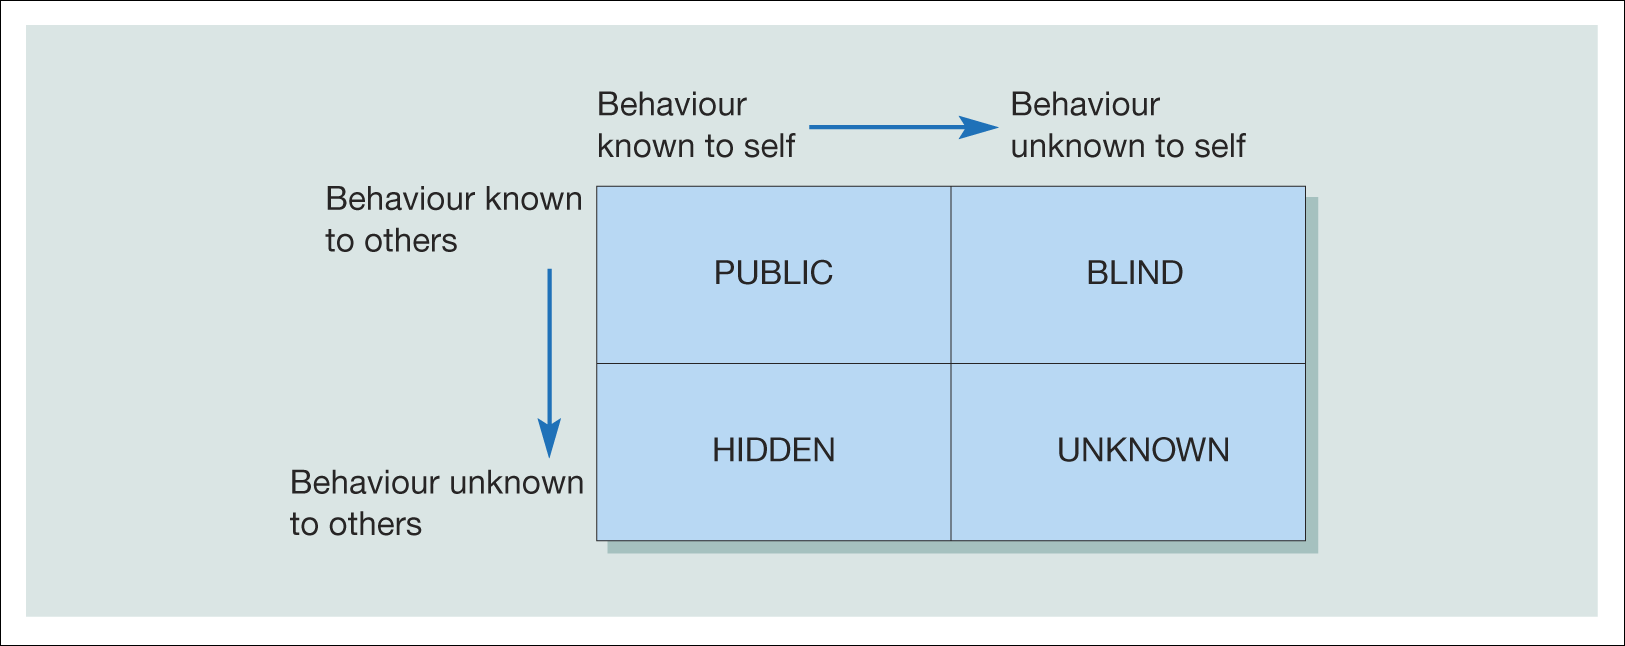 Behaviour
known to self
Behaviour
unknown to self
Behaviour known
to others
PUBLIC
BLIND
HIDDEN
UNKNOWN
Behaviour unknown
to others